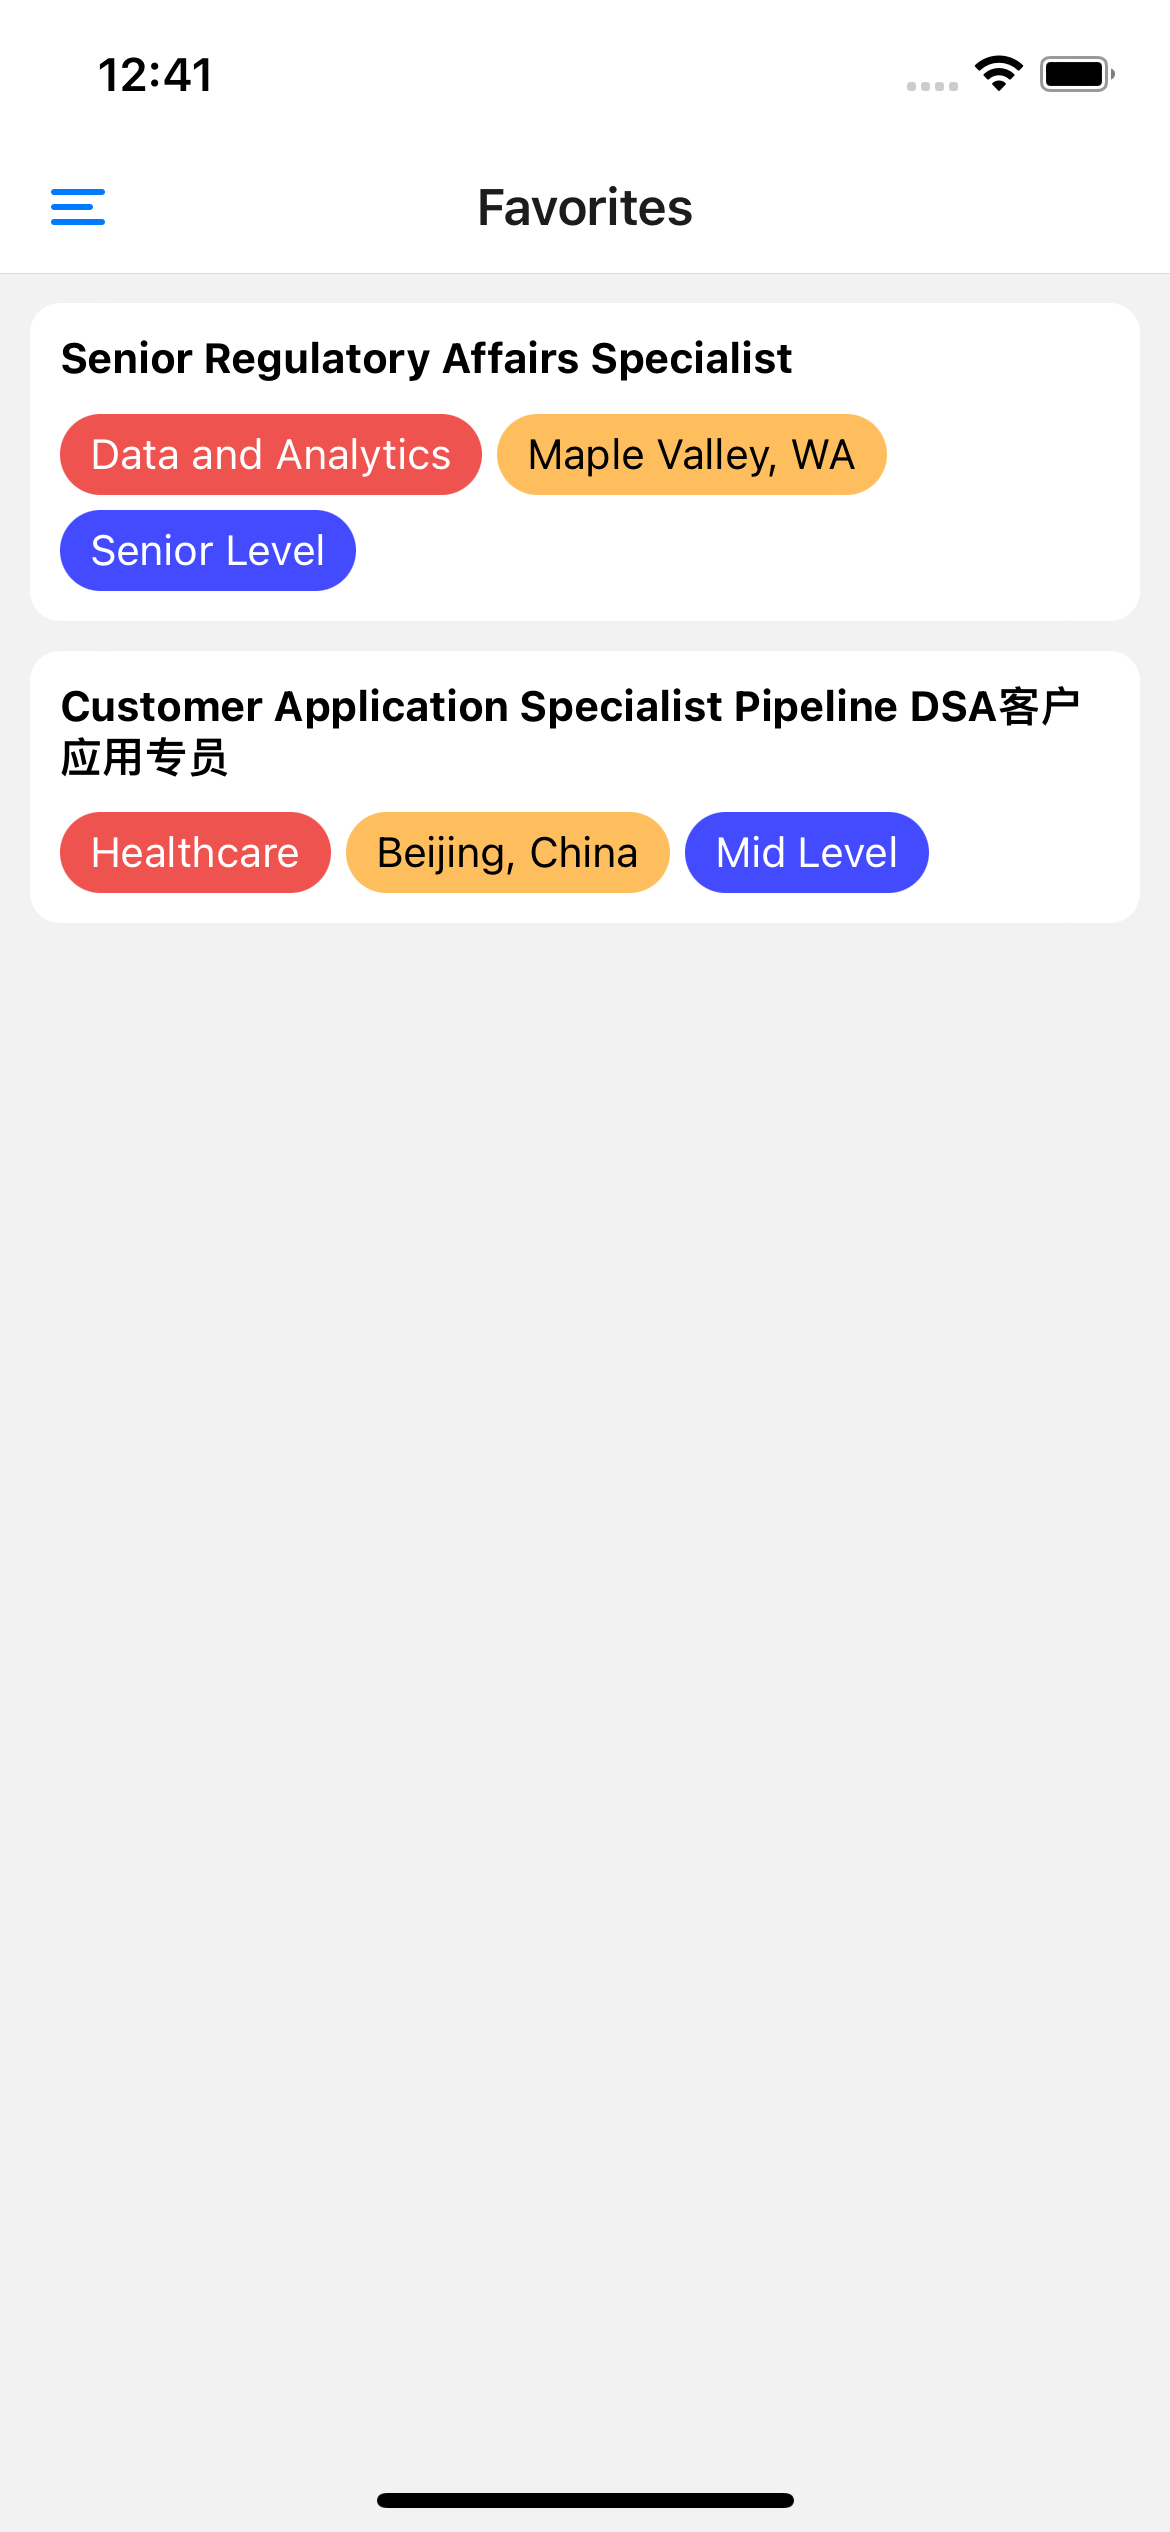 12:41
Favorites
Senior Regulatory Affairs Specialist
Data and Analytics
Maple Valley, WA
Senior Level
Customer Application Specialist Pipeline DSA客户
应用专员
Healthcare
Beijing, China
Mid Level